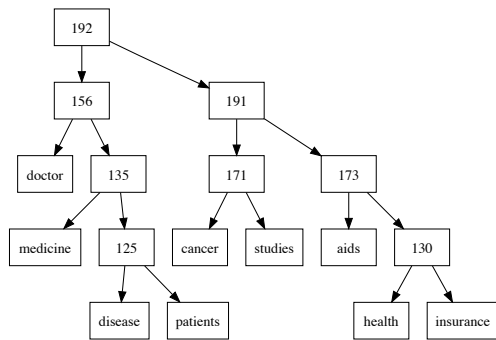 192
156 191
doctor 135 171 173
medicine 125 cancer studies aids 130
disease patients health insurance